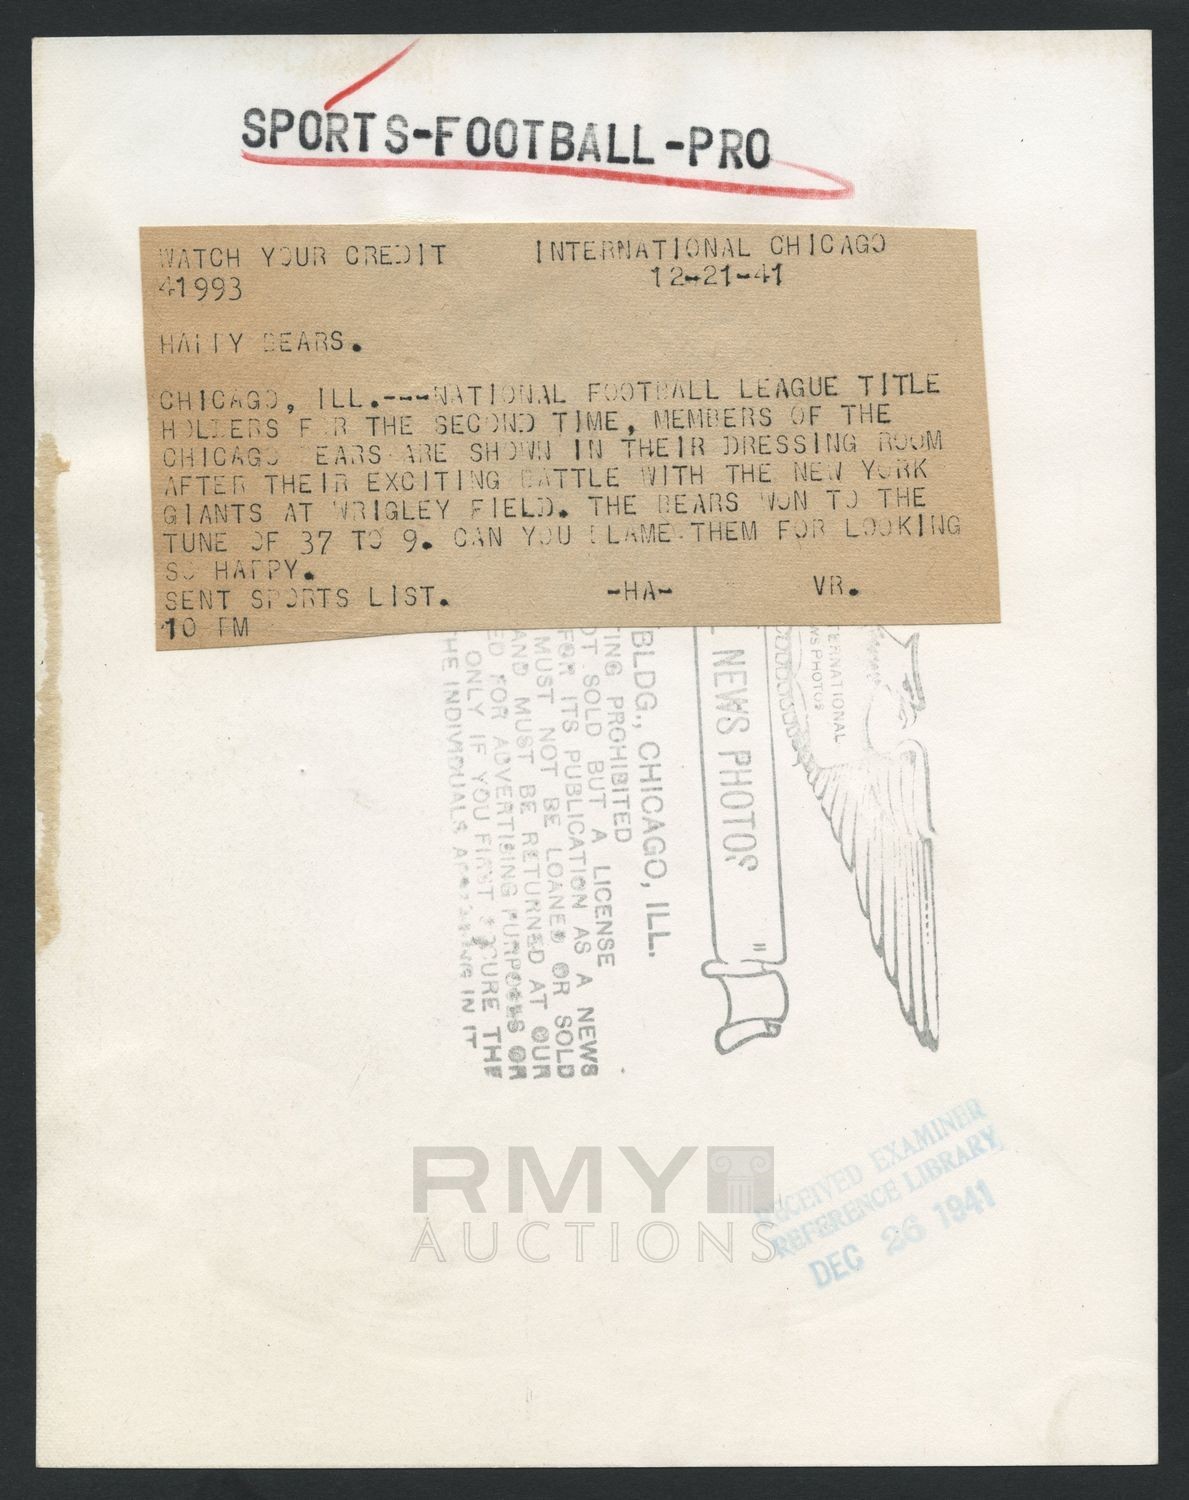 SPORTS-FOOTBALL-PRO
WATCH YOUR CREDIT INTERNATIONAL CHICAGO
41993 12-21-41
HAPPY BEARS.
CHICAGO, ILL.---NATIONAL FOOTBALL LEAGUE TITLE
HOLDERS FOR THE SECOND TIME, MEMBERS OF THE
CHICAGO BEARS ARE SHOWN IN THEIR DRESSING ROOM
AFTER THEIR EXCITING BATTLE WITH THE NEW YORK
GIANTS AT WRIGLEY FIELD. THE BEARS WON TO THE
TUNE OF 37 TO 9. CAN YOU BLAME THEM FOR LOOKING
SO HAPPY.
SENT SPORTS LIST. -HA- VR.
10 PM
ERNATIONAL
WS PHOTOS
L NEWS PHOTOS
BLDG., CHICAGO, ILL.
TING PROHIBITED
OT SOLD BUT A LICENSE
FOR ITS PUBLICATION AS A NEWS
MUST NOT BE LOANED OR SOLD
AND MUST BE RETURNED AT OUR
ED FOR ADVERTISING PURPOSES OR
ONLY IF YOU FIRST SECURE THE
HE INDIVIDUALS APPEARING IN IT
RMY
AUCTIONS
RECEIVED EXAMINER
REFERENCE LIBRARY
DEC 26 1941